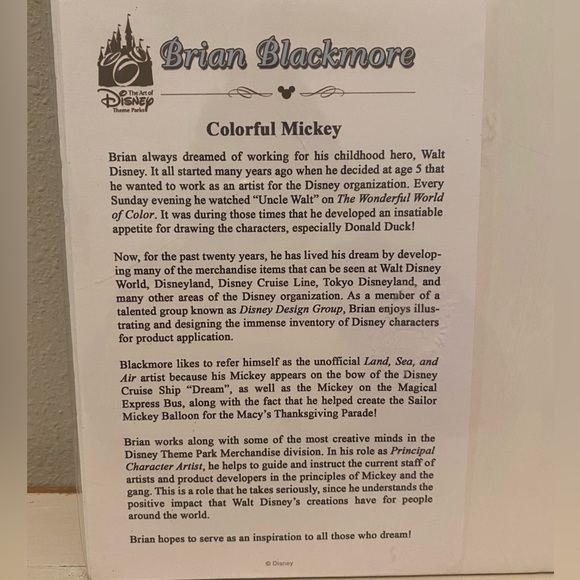 The Art of
Disney
Theme Parks
Brian Blackmore
Colorful Mickey
Brian always dreamed of working for his childhood hero, Walt
Disney. It all started many years ago when he decided at age 5 that
he wanted to work as an artist for the Disney organization. Every
Sunday evening he watched “Uncle Walt” on The Wonderful World
of Color. It was during those times that he developed an insatiable
appetite for drawing the characters, especially Donald Duck!
Now, for the past twenty years, he has lived his dream by develop-
ing many of the merchandise items that can be seen at Walt Disney
World, Disneyland, Disney Cruise Line, Tokyo Disneyland, and
many other areas of the Disney organization. As a member of a
talented group known as Disney Design Group, Brian enjoys illus-
trating and designing the immense inventory of Disney characters
for product application.
Blackmore likes to refer himself as the unofficial Land, Sea, and
Air artist because his Mickey appears on the bow of the Disney
Cruise Ship “Dream”, as well as the Mickey on the Magical
Express Bus, along with the fact that he helped create the Sailor
Mickey Balloon for the Macy’s Thanksgiving Parade!
Brian works along with some of the most creative minds in the
Disney Theme Park Merchandise division. In his role as Principal
Character Artist, he helps to guide and instruct the current staff of
artists and product developers in the principles of Mickey and the
gang. This is a role that he takes seriously, since he understands the
positive impact that Walt Disney’s creations have for people
around the world.
Brian hopes to serve as an inspiration to all those who dream!
© Disney